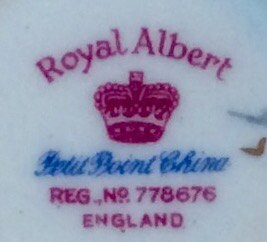 Royal Albert
Petit Point China
REG. Nº 778676
ENGLAND